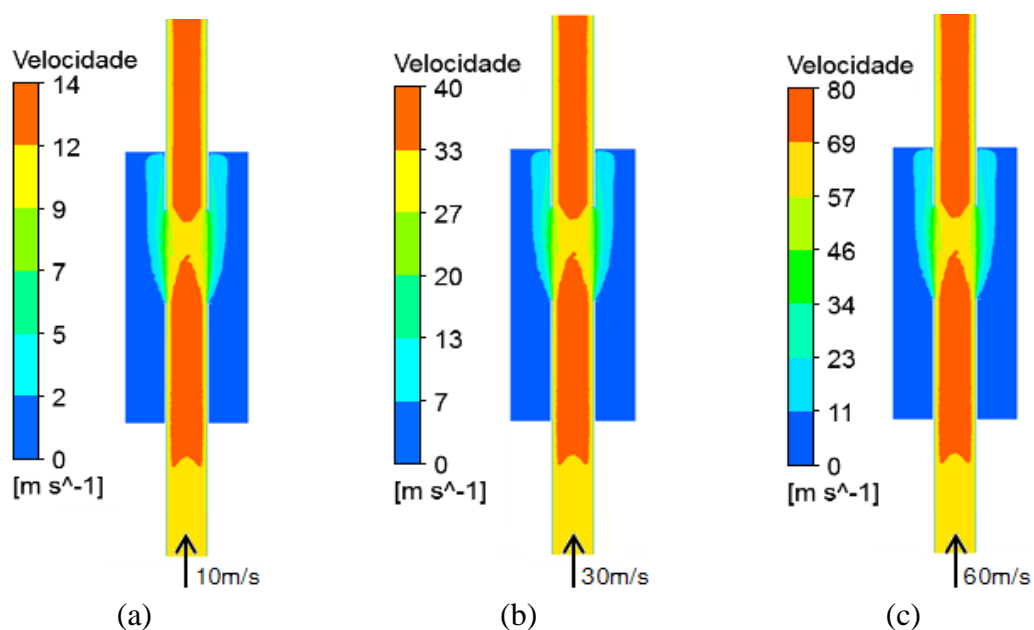 Velocidade
14
12
9
7
5
2
0
[m s^-1]
10m/s
(a)
Velocidade
40
33
27
20
13
7
0
[m s^-1]
30m/s
(b)
Velocidade
80
69
57
46
34
23
11
0
[m s^-1]
60m/s
(c)